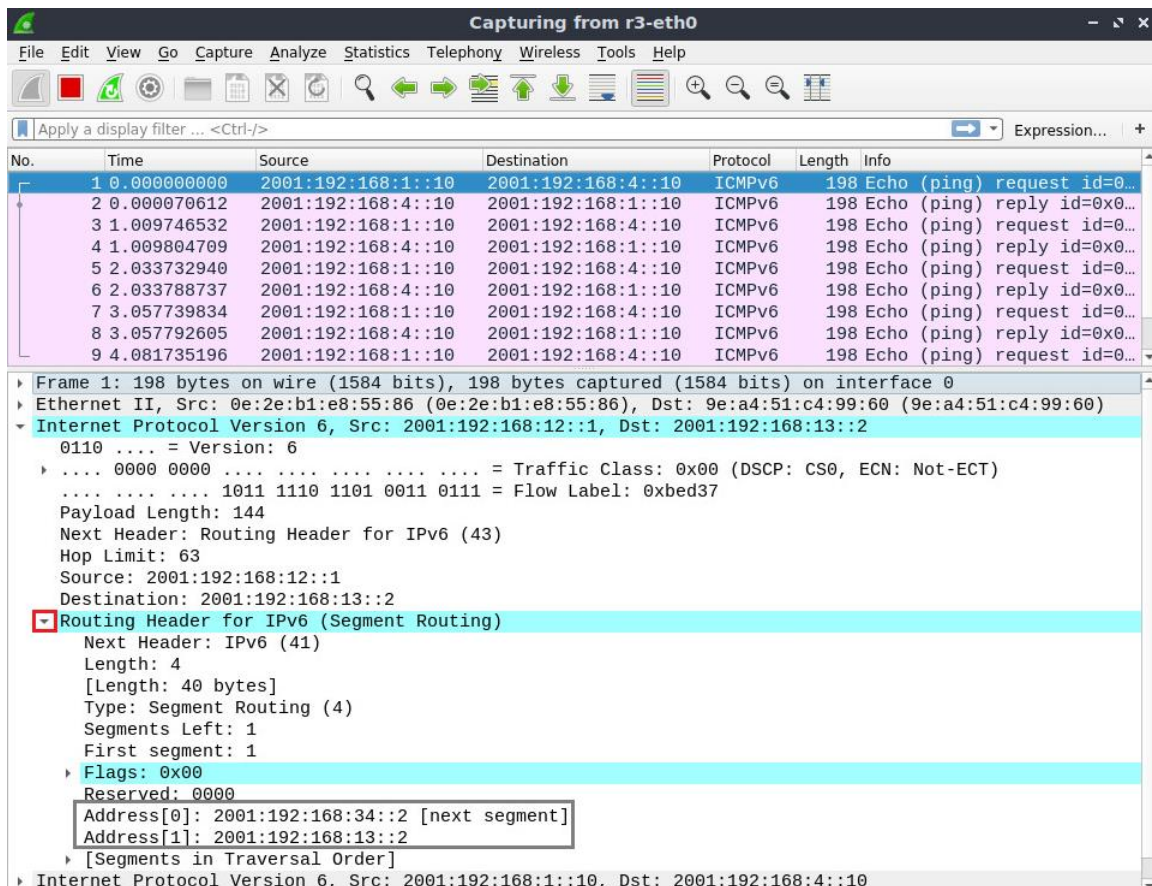 Capturing from r3-eth0
File Edit View Go Capture Analyze Statistics Telephony Wireless Tools Help
Apply a display filter ... <Ctrl-/> Expression... +
No. Time Source Destination Protocol Length Info
1 0.000000000 2001:192:168:1::10 2001:192:168:4::10 ICMPv6 198 Echo (ping) request id=0…
2 0.000070612 2001:192:168:4::10 2001:192:168:1::10 ICMPv6 198 Echo (ping) reply id=0x0…
3 1.009746532 2001:192:168:1::10 2001:192:168:4::10 ICMPv6 198 Echo (ping) request id=0…
4 1.009804709 2001:192:168:4::10 2001:192:168:1::10 ICMPv6 198 Echo (ping) reply id=0x0…
5 2.033732940 2001:192:168:1::10 2001:192:168:4::10 ICMPv6 198 Echo (ping) request id=0…
6 2.033788737 2001:192:168:4::10 2001:192:168:1::10 ICMPv6 198 Echo (ping) reply id=0x0…
7 3.057739834 2001:192:168:1::10 2001:192:168:4::10 ICMPv6 198 Echo (ping) request id=0…
8 3.057792605 2001:192:168:4::10 2001:192:168:1::10 ICMPv6 198 Echo (ping) reply id=0x0…
9 4.081735196 2001:192:168:1::10 2001:192:168:4::10 ICMPv6 198 Echo (ping) request id=0…
Frame 1: 198 bytes on wire (1584 bits), 198 bytes captured (1584 bits) on interface 0
Ethernet II, Src: 0e:2e:b1:e8:55:86 (0e:2e:b1:e8:55:86), Dst: 9e:a4:51:c4:99:60 (9e:a4:51:c4:99:60)
Internet Protocol Version 6, Src: 2001:192:168:12::1, Dst: 2001:192:168:13::2
0110 .... = Version: 6
.... 0000 0000 .... .... .... .... .... = Traffic Class: 0x00 (DSCP: CS0, ECN: Not-ECT)
.... .... .... 1011 1110 1101 0011 0111 = Flow Label: 0xbed37
Payload Length: 144
Next Header: Routing Header for IPv6 (43)
Hop Limit: 63
Source: 2001:192:168:12::1
Destination: 2001:192:168:13::2
Routing Header for IPv6 (Segment Routing)
Next Header: IPv6 (41)
Length: 4
[Length: 40 bytes]
Type: Segment Routing (4)
Segments Left: 1
First segment: 1
Flags: 0x00
Reserved: 0000
Address[0]: 2001:192:168:34::2 [next segment]
Address[1]: 2001:192:168:13::2
[Segments in Traversal Order]
Internet Protocol Version 6, Src: 2001:192:168:1::10, Dst: 2001:192:168:4::10